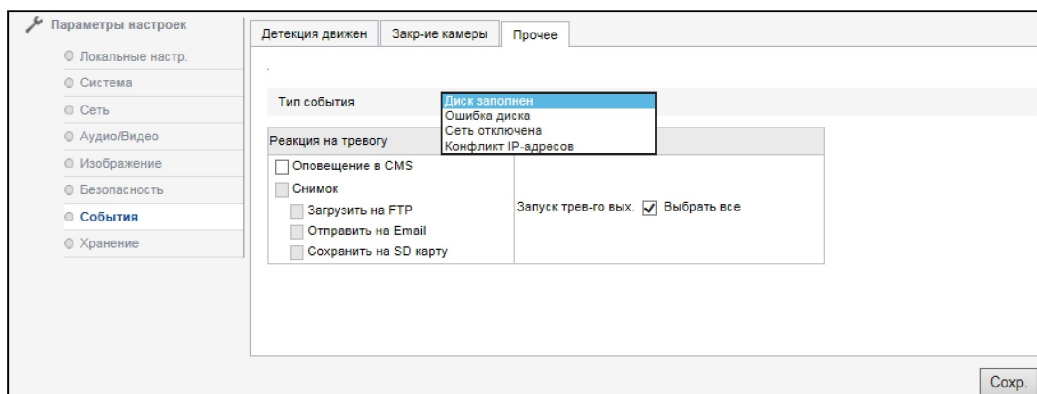 Параметры настроек
Локальные настр.
Система
Сеть
Аудио/Видео
Изображение
Безопасность
События
Хранение
Детекция движен
Закр-ие камеры
Прочее
Тип события
Диск заполнен
Ошибка диска
Сеть отключена
Конфликт IP-адресов
Реакция на тревогу
Оповещение в CMS
Снимок
Загрузить на FTP
Отправить на Email
Сохранить на SD карту
Запуск трев-го вых. Выбрать все
Сохр.